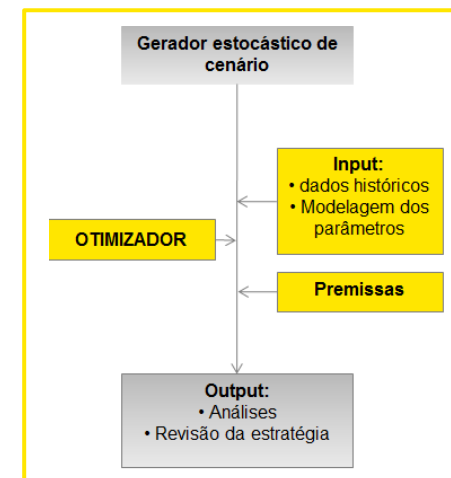 Gerador estocástico de
cenário
Input:
• dados históricos
• Modelagem dos
parâmetros
OTIMIZADOR
Premissas
Output:
• Análises
• Revisão da estratégia